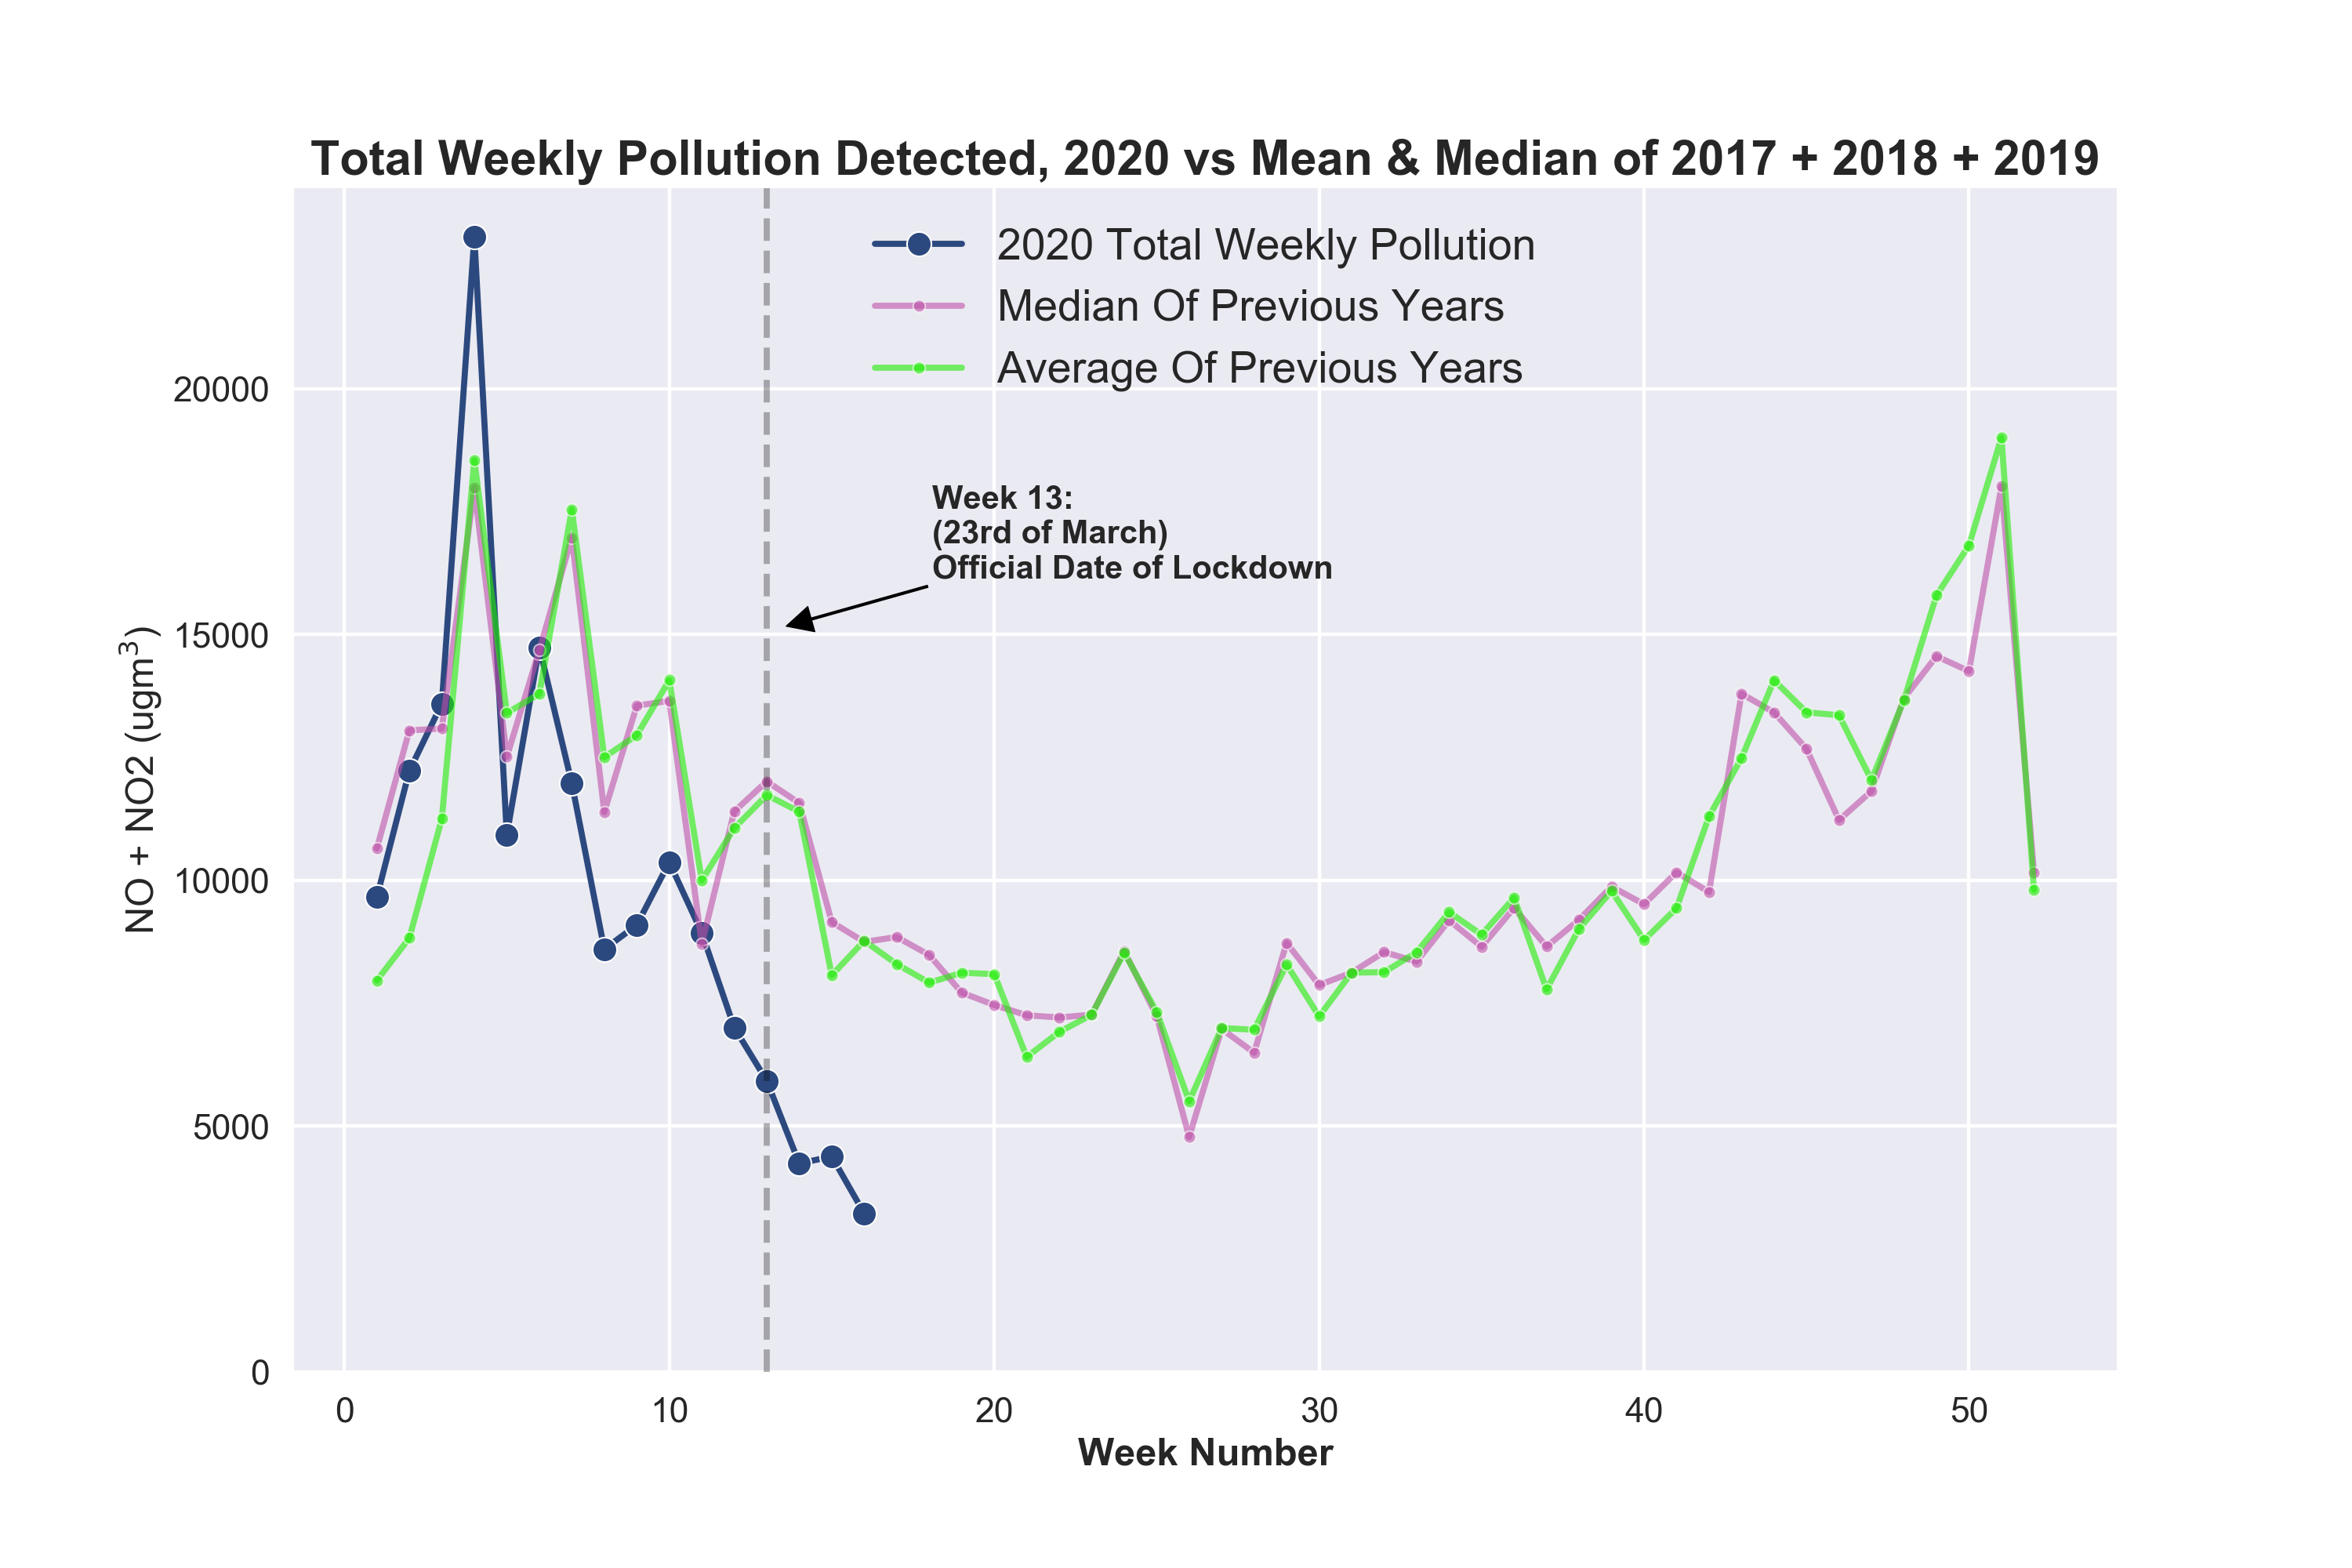 Total Weekly Pollution Detected, 2020 vs Mean & Median of 2017 + 2018 + 2019
2020 Total Weekly Pollution
Median Of Previous Years
Average Of Previous Years
Week 13:
(23rd of March)
Official Date of Lockdown
NO + NO2 (ugm³)
20000
15000
10000
5000
0
0 10 20 30 40 50
Week Number